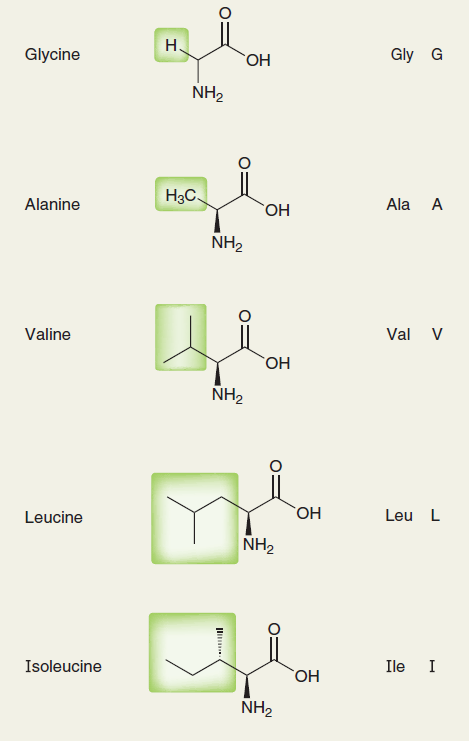 O
H
Glycine
OH
Gly G
NH₂
O
H₃C
Alanine
OH
Ala A
NH₂
O
Valine
OH
Val V
NH₂
O
Leucine
OH
Leu L
NH₂
O
Isoleucine
OH
Ile I
NH₂